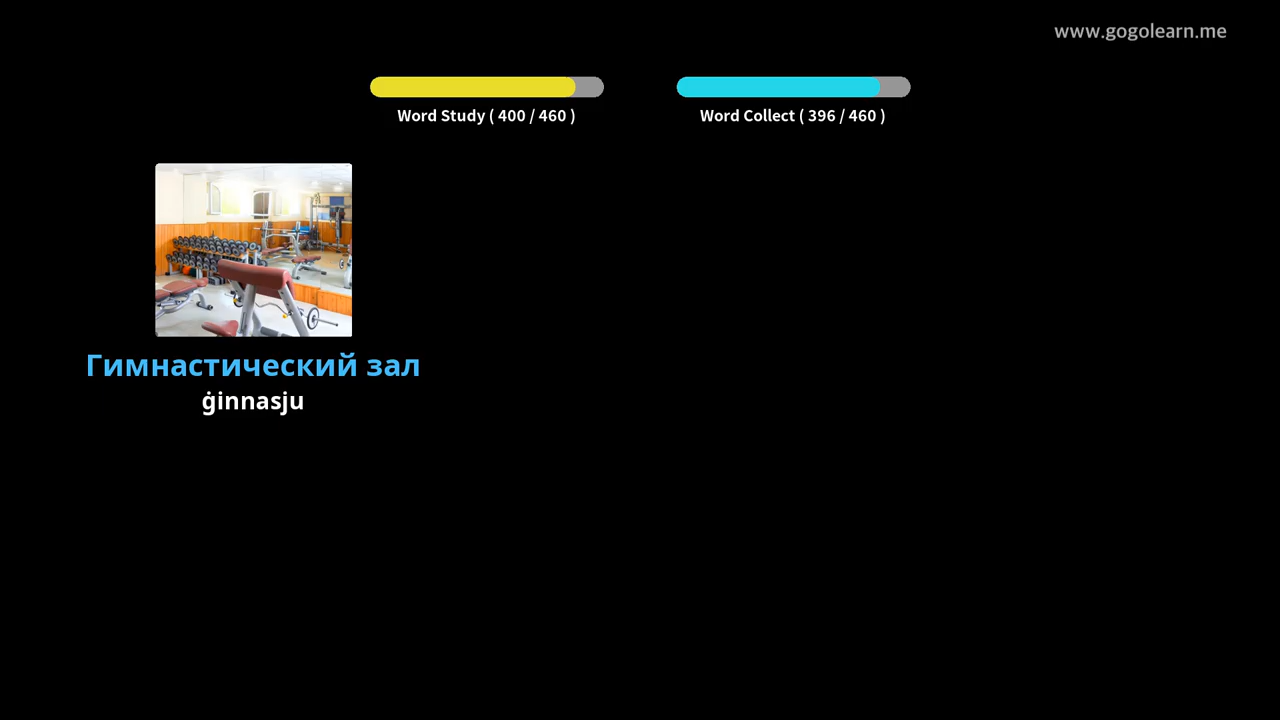 www.gogolearn.me
Word Study ( 400 / 460 )
Word Collect ( 396 / 460 )
Гимнастический зал
ġinnasju